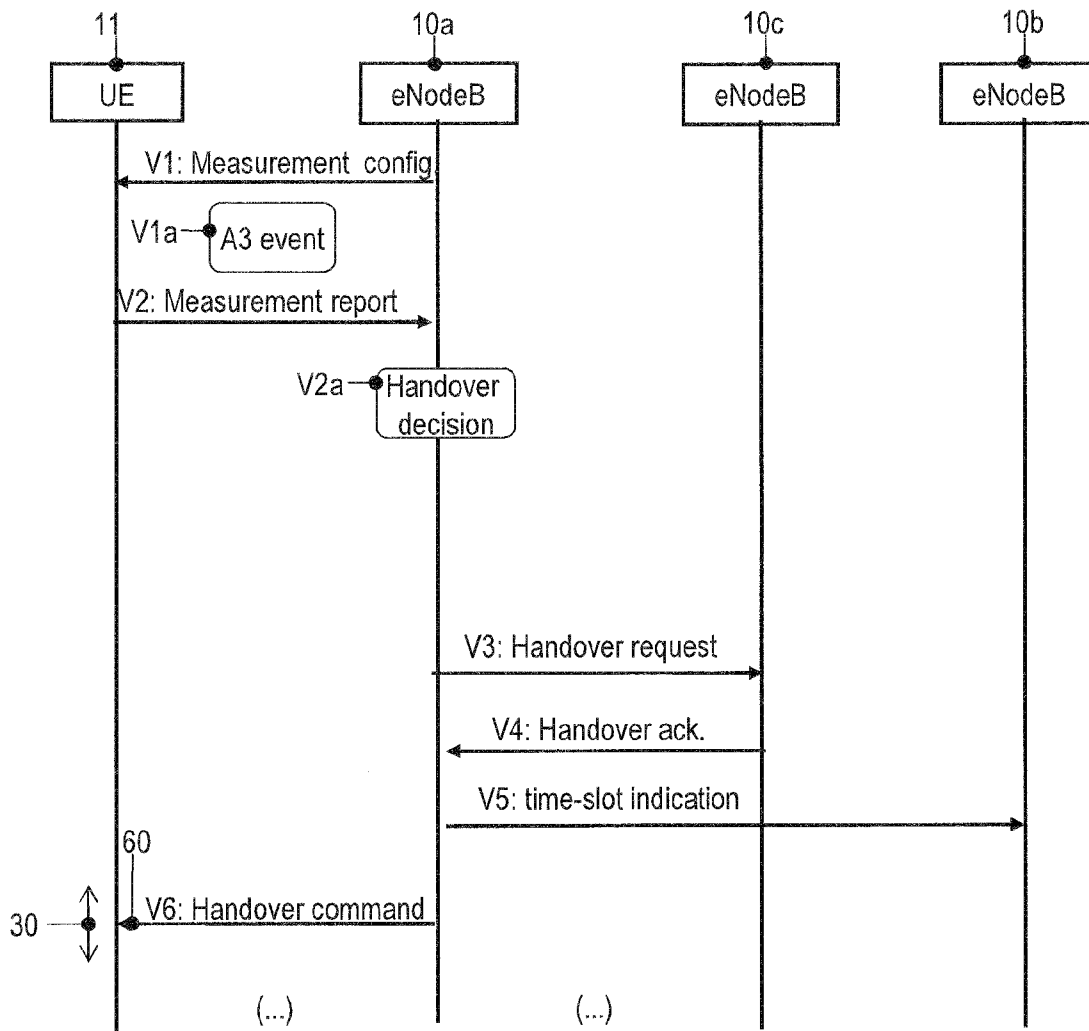 11 10a 10c 10b
UE eNodeB eNodeB eNodeB
V1: Measurement config
V1a A3 event
V2: Measurement report
V2a Handover
decision
V3: Handover request
V4: Handover ack.
V5: time-slot indication
60
30 V6: Handover command
(...) (...)